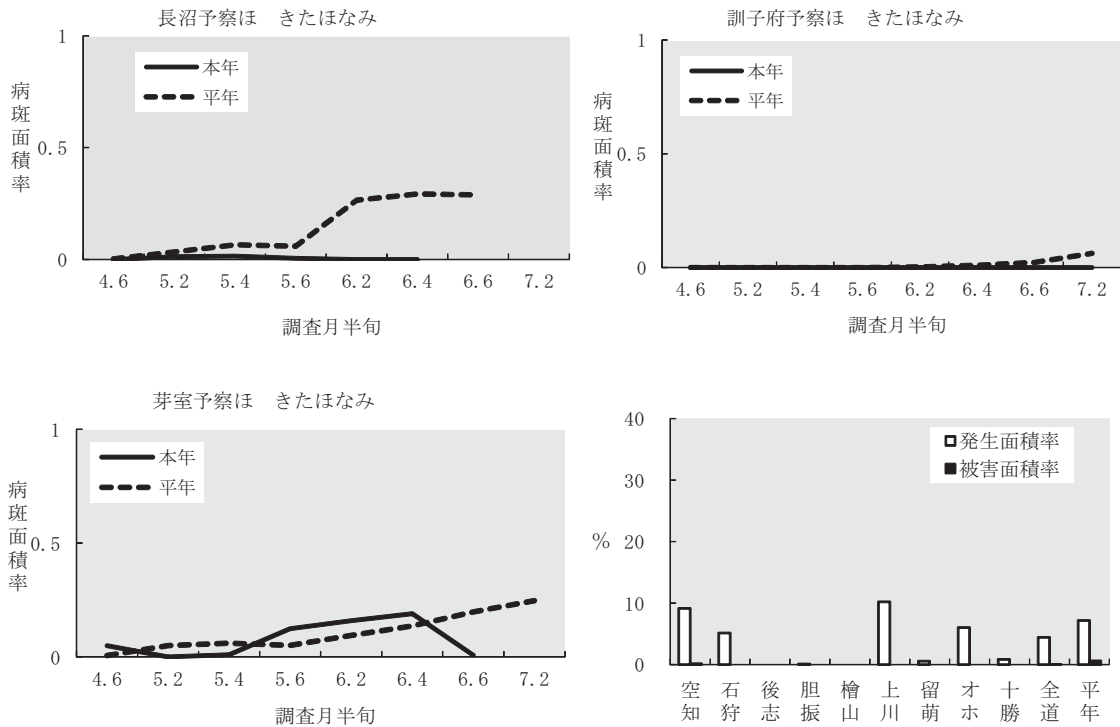 長沼予察ほ　きたほなみ
1
0.5
0
病斑面積率
本年
平年
4.6 5.2 5.4 5.6 6.2 6.4 6.6 7.2
調査月半旬
訓子府予察ほ　きたほなみ
1
0.5
0
病斑面積率
本年
平年
4.6 5.2 5.4 5.6 6.2 6.4 6.6 7.2
調査月半旬
芽室予察ほ　きたほなみ
1
0.5
0
病斑面積率
本年
平年
4.6 5.2 5.4 5.6 6.2 6.4 6.6 7.2
調査月半旬
40
30
20
10
0
%
発生面積率
被害面積率
空知 石狩 後志 胆振 檜山 上川 留萌 オホ 十勝 全道 平年